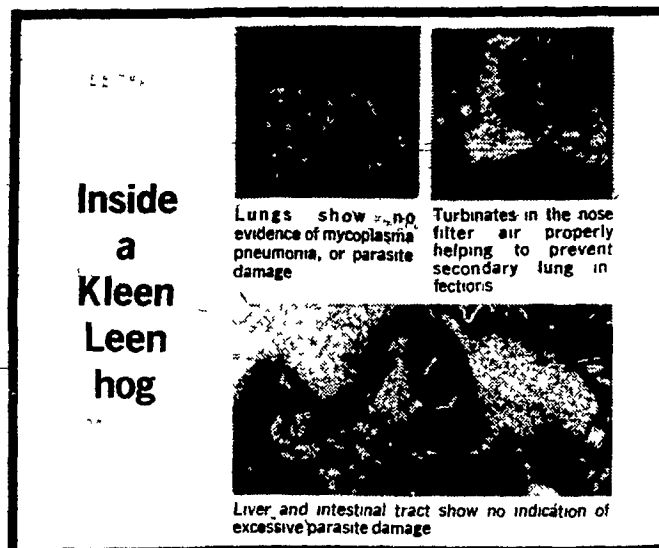 Inside
a
Kleen
Leen
hog
Lungs show no
evidence of mycoplasma
pneumonia, or parasite
damage
Turbinates in the nose
filter air properly
helping to prevent
secondary lung in
fections
Liver and intestinal tract show no indication of
excessive parasite damage